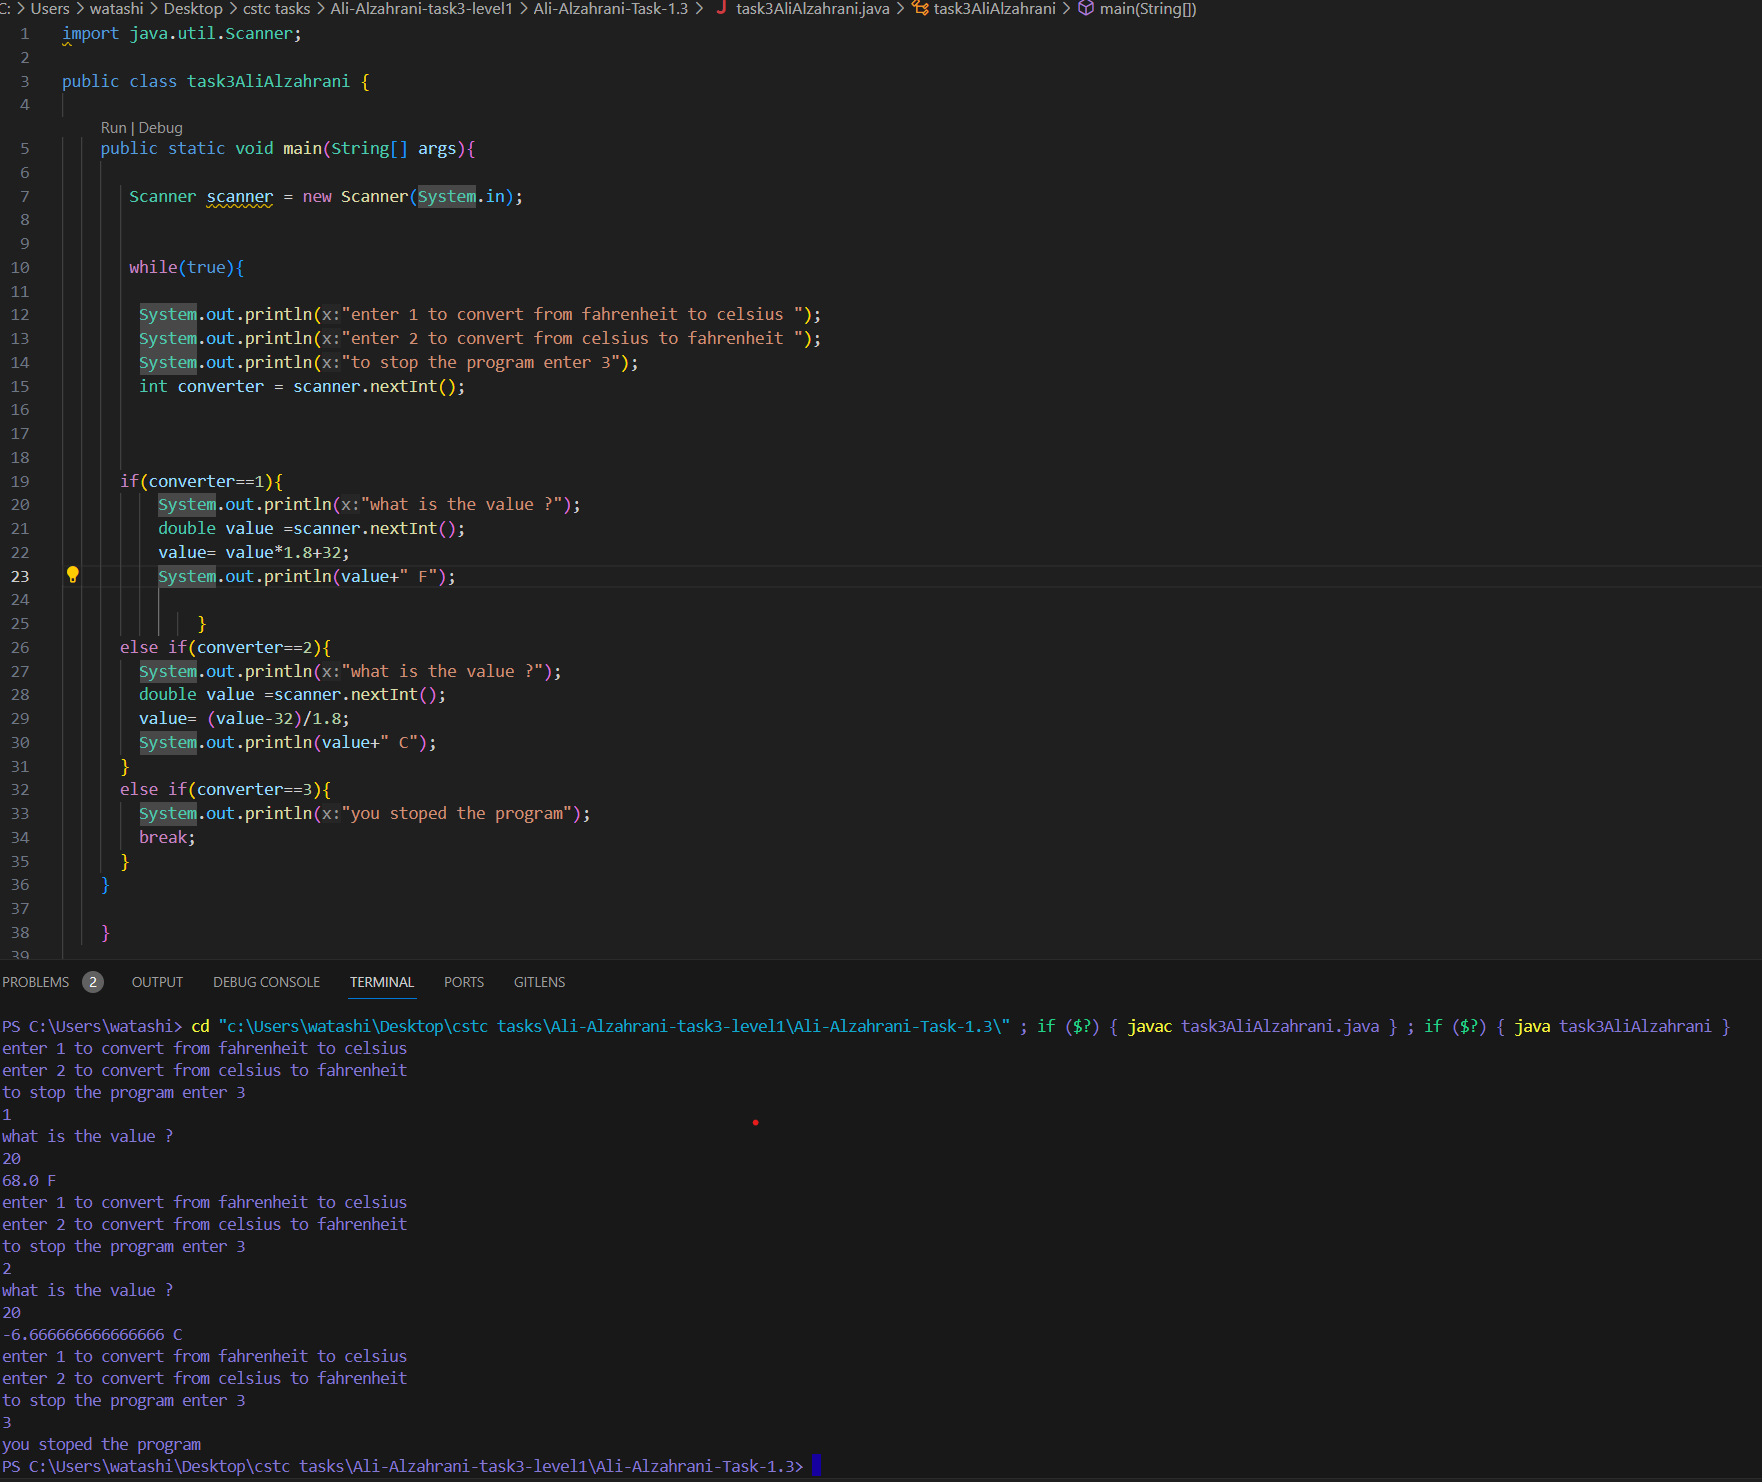 C: > Users > watashi > Desktop > cstc tasks > Ali-Alzahrani-task3-level1 > Ali-Alzahrani-Task-1.3 > J task3AliAlzahrani.java > task3AliAlzahrani > main(String[])
1 import java.util.Scanner;
2
3 public class task3AliAlzahrani {
4
Run | Debug
5 public static void main(String[] args){
6
7 Scanner scanner = new Scanner(System.in);
8
9
10 while(true){
11
12 System.out.println(x:"enter 1 to convert from fahrenheit to celsius ");
13 System.out.println(x:"enter 2 to convert from celsius to fahrenheit ");
14 System.out.println(x:"to stop the program enter 3");
15 int converter = scanner.nextInt();
16
17
18
19 if(converter==1){
20 System.out.println(x:"what is the value ?");
21 double value =scanner.nextInt();
22 value= value*1.8+32;
23 System.out.println(value+" F");
24
25 }
26 else if(converter==2){
27 System.out.println(x:"what is the value ?");
28 double value =scanner.nextInt();
29 value= (value-32)/1.8;
30 System.out.println(value+" C");
31 }
32 else if(converter==3){
33 System.out.println(x:"you stoped the program");
34 break;
35 }
36 }
37
38 }
39
PROBLEMS 2 OUTPUT DEBUG CONSOLE TERMINAL PORTS GITLENS
PS C:\Users\watashi> cd "c:\Users\watashi\Desktop\cstc tasks\Ali-Alzahrani-task3-level1\Ali-Alzahrani-Task-1.3\" ; if ($?) { javac task3AliAlzahrani.java } ; if ($?) { java task3AliAlzahrani }
enter 1 to convert from fahrenheit to celsius
enter 2 to convert from celsius to fahrenheit
to stop the program enter 3
1
what is the value ?
20
68.0 F
enter 1 to convert from fahrenheit to celsius
enter 2 to convert from celsius to fahrenheit
to stop the program enter 3
2
what is the value ?
20
-6.666666666666666 C
enter 1 to convert from fahrenheit to celsius
enter 2 to convert from celsius to fahrenheit
to stop the program enter 3
3
you stoped the program
PS C:\Users\watashi\Desktop\cstc tasks\Ali-Alzahrani-task3-level1\Ali-Alzahrani-Task-1.3>